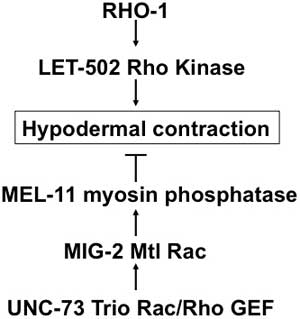 RHO-1
LET-502 Rho Kinase
Hypodermal contraction
MEL-11 myosin phosphatase
MIG-2 Mtl Rac
UNC-73 Trio Rac/Rho GEF